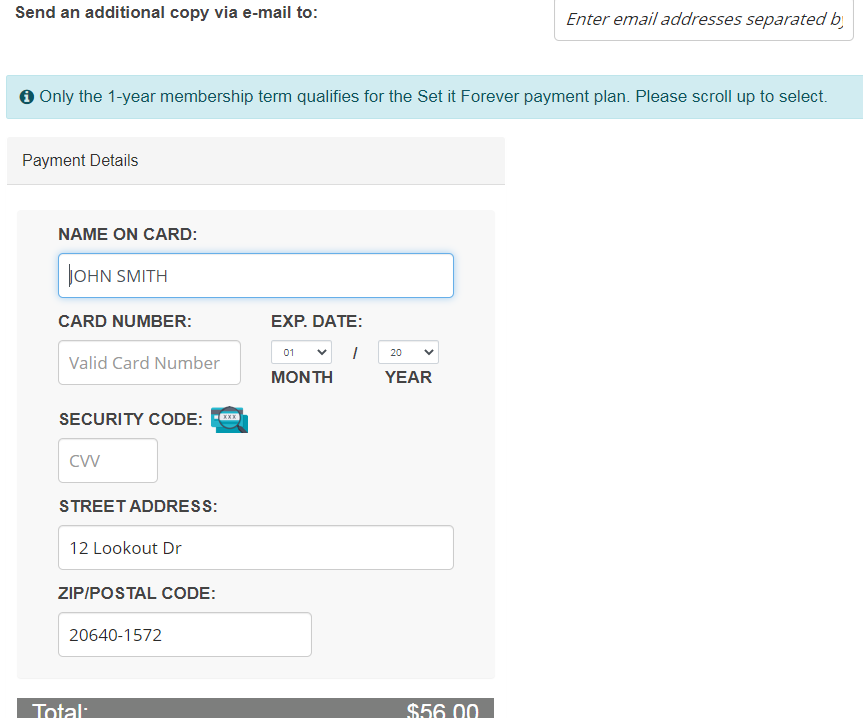 Send an additional copy via e-mail to:
Enter email addresses separated by
Only the 1-year membership term qualifies for the Set it Forever payment plan. Please scroll up to select.
Payment Details
NAME ON CARD:
JOHN SMITH
CARD NUMBER: EXP. DATE:
Valid Card Number 01 / 20
MONTH YEAR
SECURITY CODE: XXX
CVV
STREET ADDRESS:
12 Lookout Dr
ZIP/POSTAL CODE:
20640-1572
Total: $56.00